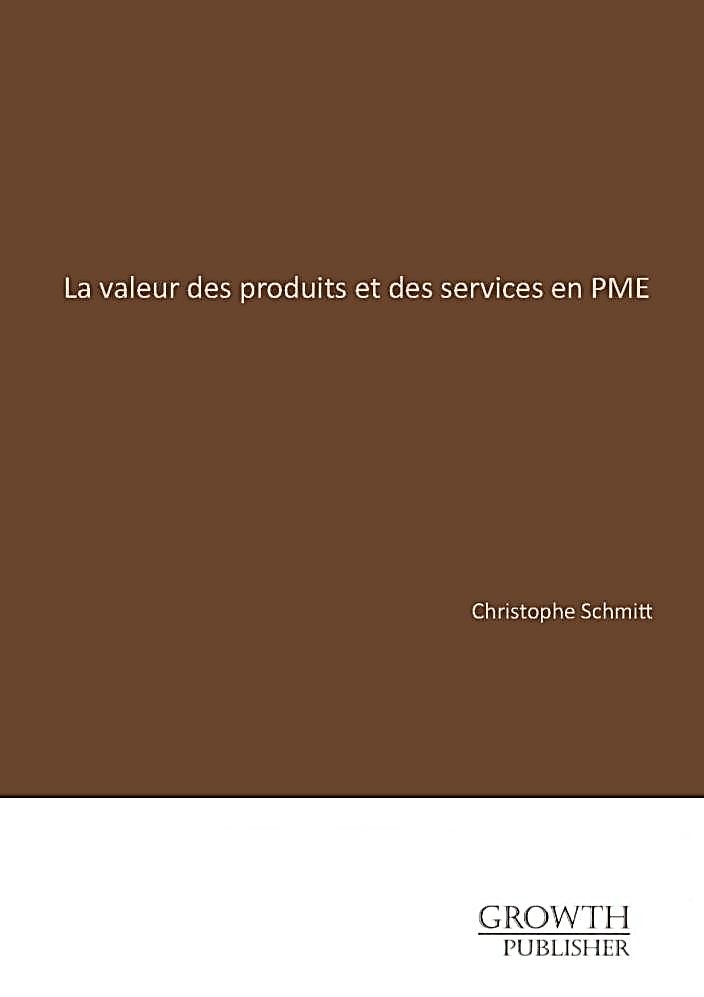 La valeur des produits et des services en PME
Christophe Schmitt
GROWTH
PUBLISHER